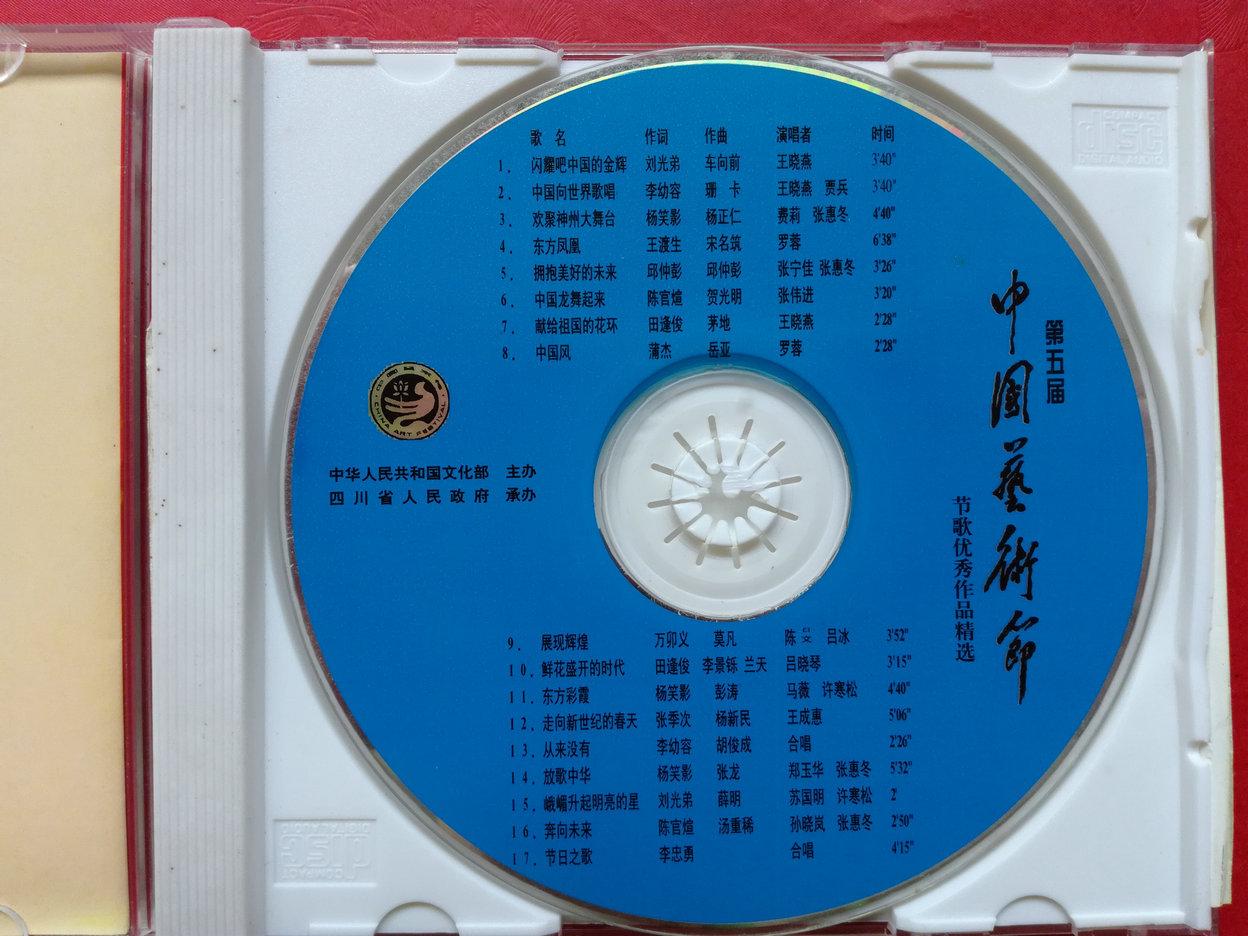 歌 名 作词 作曲 演唱者 时间
1. 闪耀吧中国的金辉 刘光弟 车向前 王晓燕 3'40"
2. 中国向世界歌唱 李幼容 珊 卡 王晓燕 贾兵 3'40"
3. 欢聚神州大舞台 杨笑影 杨正仁 费莉 张惠冬 4'40"
4. 东方凤凰 王渡生 宋名筑 罗蓉 6'38"
5. 拥抱美好的未来 邱仲彭 邱仲彭 张宁佳 张惠冬 3'26"
6. 中国龙舞起来 陈官煊 贺光明 张伟进 3'20"
7. 献给祖国的花环 田逢俊 茅地 王晓燕 2'28"
8. 中国风 蒲杰 岳亚 罗蓉 2'28"
中国艺术节
CHINA ART FESTIVAL
中华人民共和国文化部 主办
四川省人民政府 承办
第五届
中國藝術節
节歌优秀作品精选
9. 展现辉煌 万卯义 莫凡 陈旻 吕冰 3'52"
10. 鲜花盛开的时代 田逢俊 李景铄 兰天 吕晓琴 3'15"
11. 东方彩霞 杨笑影 彭涛 马薇 许寒松 4'40"
12. 走向新世纪的春天 张季次 杨新民 王成惠 5'06"
13. 从来没有 李幼容 胡俊成 合唱 2'26"
14. 放歌中华 杨笑影 张龙 郑玉华 张惠冬 5'32"
15. 峨嵋升起明亮的星 刘光弟 薛明 苏国明 许寒松 2'
16. 奔向未来 陈官煊 汤重稀 孙晓岚 张惠冬 2'50"
17. 节日之歌 李忠勇 合唱 4'15"
COMPACT
disc
DIGITAL AUDIO
COMPACT
disc
DIGITAL AUDIO